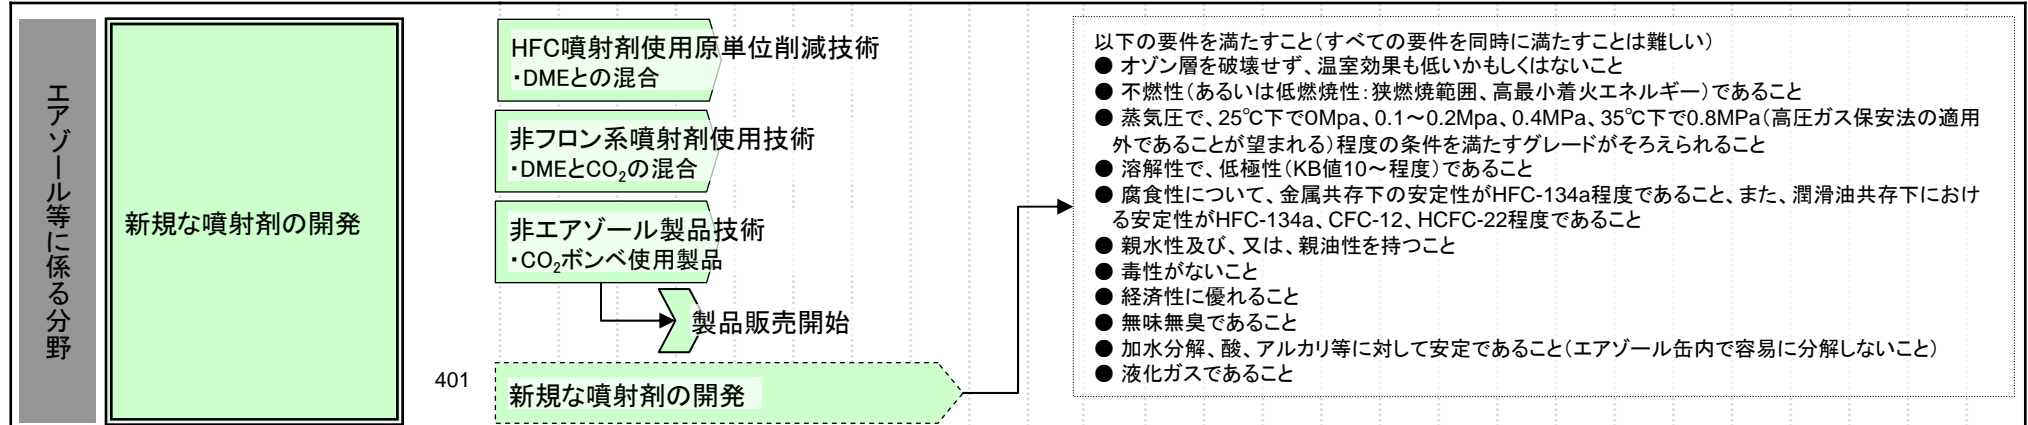 エアゾール等に係る分野
新規な噴射剤の開発
HFC噴射剤使用原単位削減技術
・DMEとの混合
非フロン系噴射剤使用技術
・DMEとCO₂の混合
非エアゾール製品技術
・CO₂ボンベ使用製品
製品販売開始
401
新規な噴射剤の開発
以下の要件を満たすこと(すべての要件を同時に満たすことは難しい)
● オゾン層を破壊せず、温室効果も低いかもしくはないこと
● 不燃性(あるいは低燃焼性:狭燃焼範囲、高最小着火エネルギー)であること
● 蒸気圧で、25℃下で0Mpa、0.1~0.2Mpa、0.4MPa、35℃下で0.8MPa(高圧ガス保安法の適用
外であることが望まれる)程度の条件を満たすグレードがそろえられること
● 溶解性で、低極性(KB値10~程度)であること
● 腐食性について、金属共存下の安定性がHFC-134a程度であること、また、潤滑油共存下におけ
る安定性がHFC-134a、CFC-12、HCFC-22程度であること
● 親水性及び、又は、親油性を持つこと
● 毒性がないこと
● 経済性に優れること
● 無味無臭であること
● 加水分解、酸、アルカリ等に対して安定であること(エアゾール缶内で容易に分解しないこと)
● 液化ガスであること